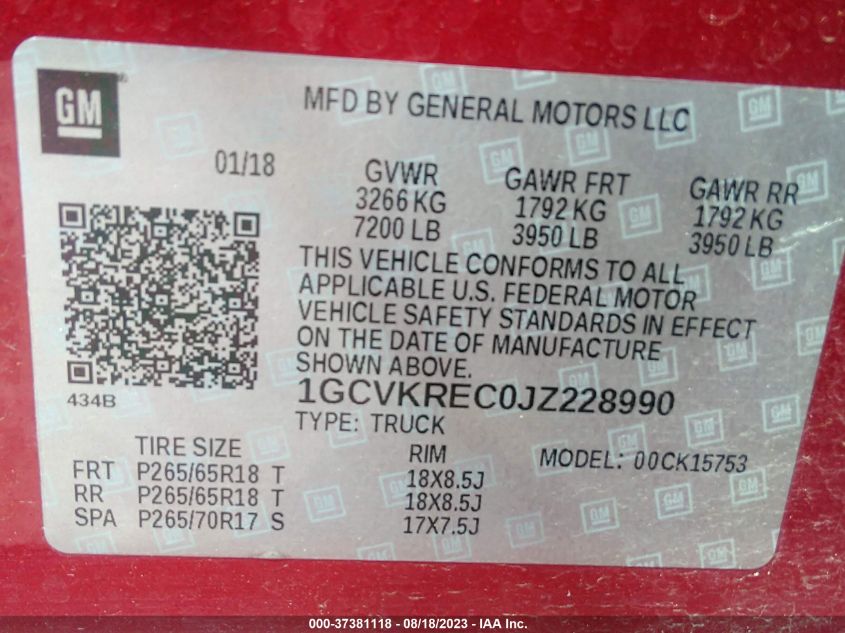 GM
MFD BY GENERAL MOTORS LLC
01/18
GVWR GAWR FRT GAWR RR
3266 KG 1792 KG 1792 KG
7200 LB 3950 LB 3950 LB
THIS VEHICLE CONFORMS TO ALL
APPLICABLE U.S. FEDERAL MOTOR
VEHICLE SAFETY STANDARDS IN EFFECT
ON THE DATE OF MANUFACTURE
SHOWN ABOVE.
434B
1GCVKREC0JZ228990
TYPE: TRUCK
TIRE SIZE RIM MODEL: 00CK15753
FRT P265/65R18 T 18X8.5J
RR P265/65R18 T 18X8.5J
SPA P265/70R17 S 17X7.5J
000-37381118 - 08/18/2023 - IAA Inc.